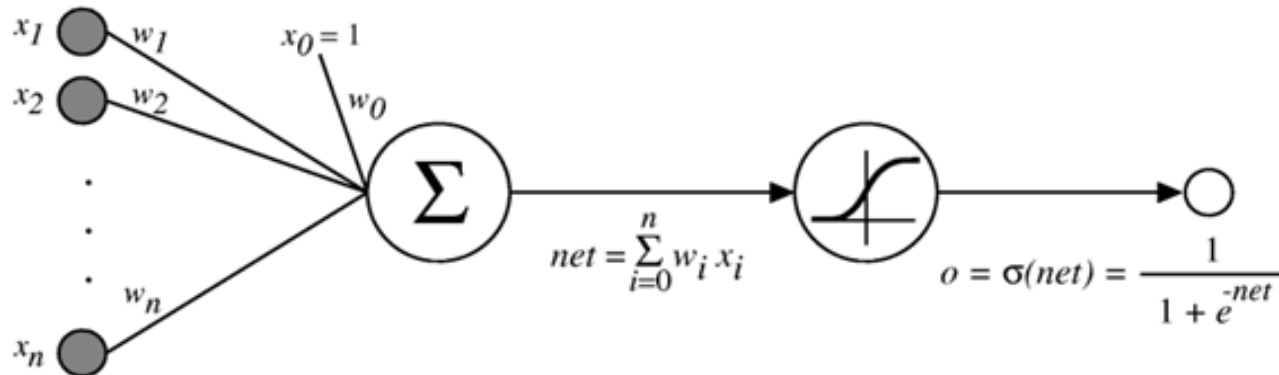 x1 w1 x0 = 1
x2 w2 w0
.
.
.
Σ
n
net = Σ wi xi
i=0
1
o = σ(net) =
1 + e^-net
wn
xn